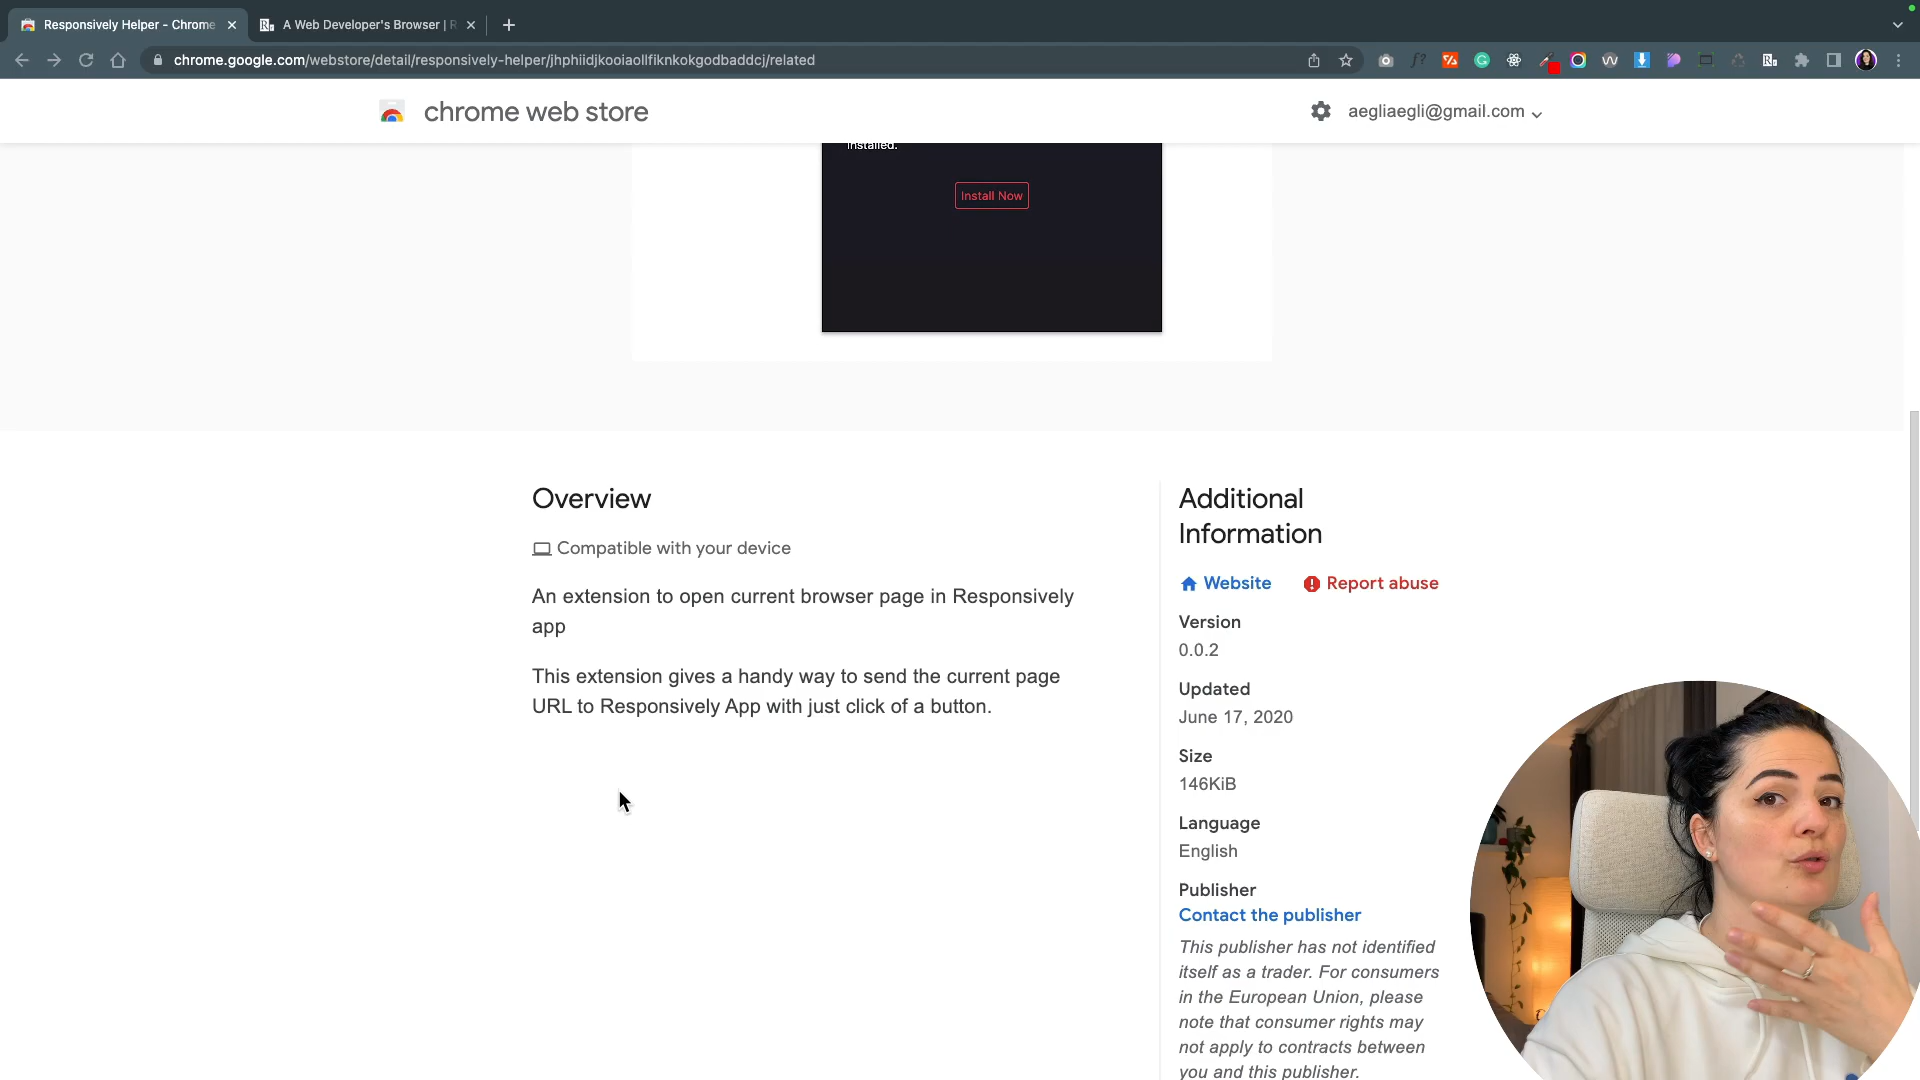 Responsively Helper - Chrome
A Web Developer's Browser | R
chrome.google.com/webstore/detail/responsively-helper/jhphiidjkooiaollfiknkokgodbaddcj/related
chrome web store
aegliaegli@gmail.com
installed.
Install Now
Overview
Compatible with your device
An extension to open current browser page in Responsively
app
This extension gives a handy way to send the current page
URL to Responsively App with just click of a button.
Additional
Information
Website
Report abuse
Version
0.0.2
Updated
June 17, 2020
Size
146KiB
Language
English
Publisher
Contact the publisher
This publisher has not identified
itself as a trader. For consumers
in the European Union, please
note that consumer rights may
not apply to contracts between
you and this publisher.